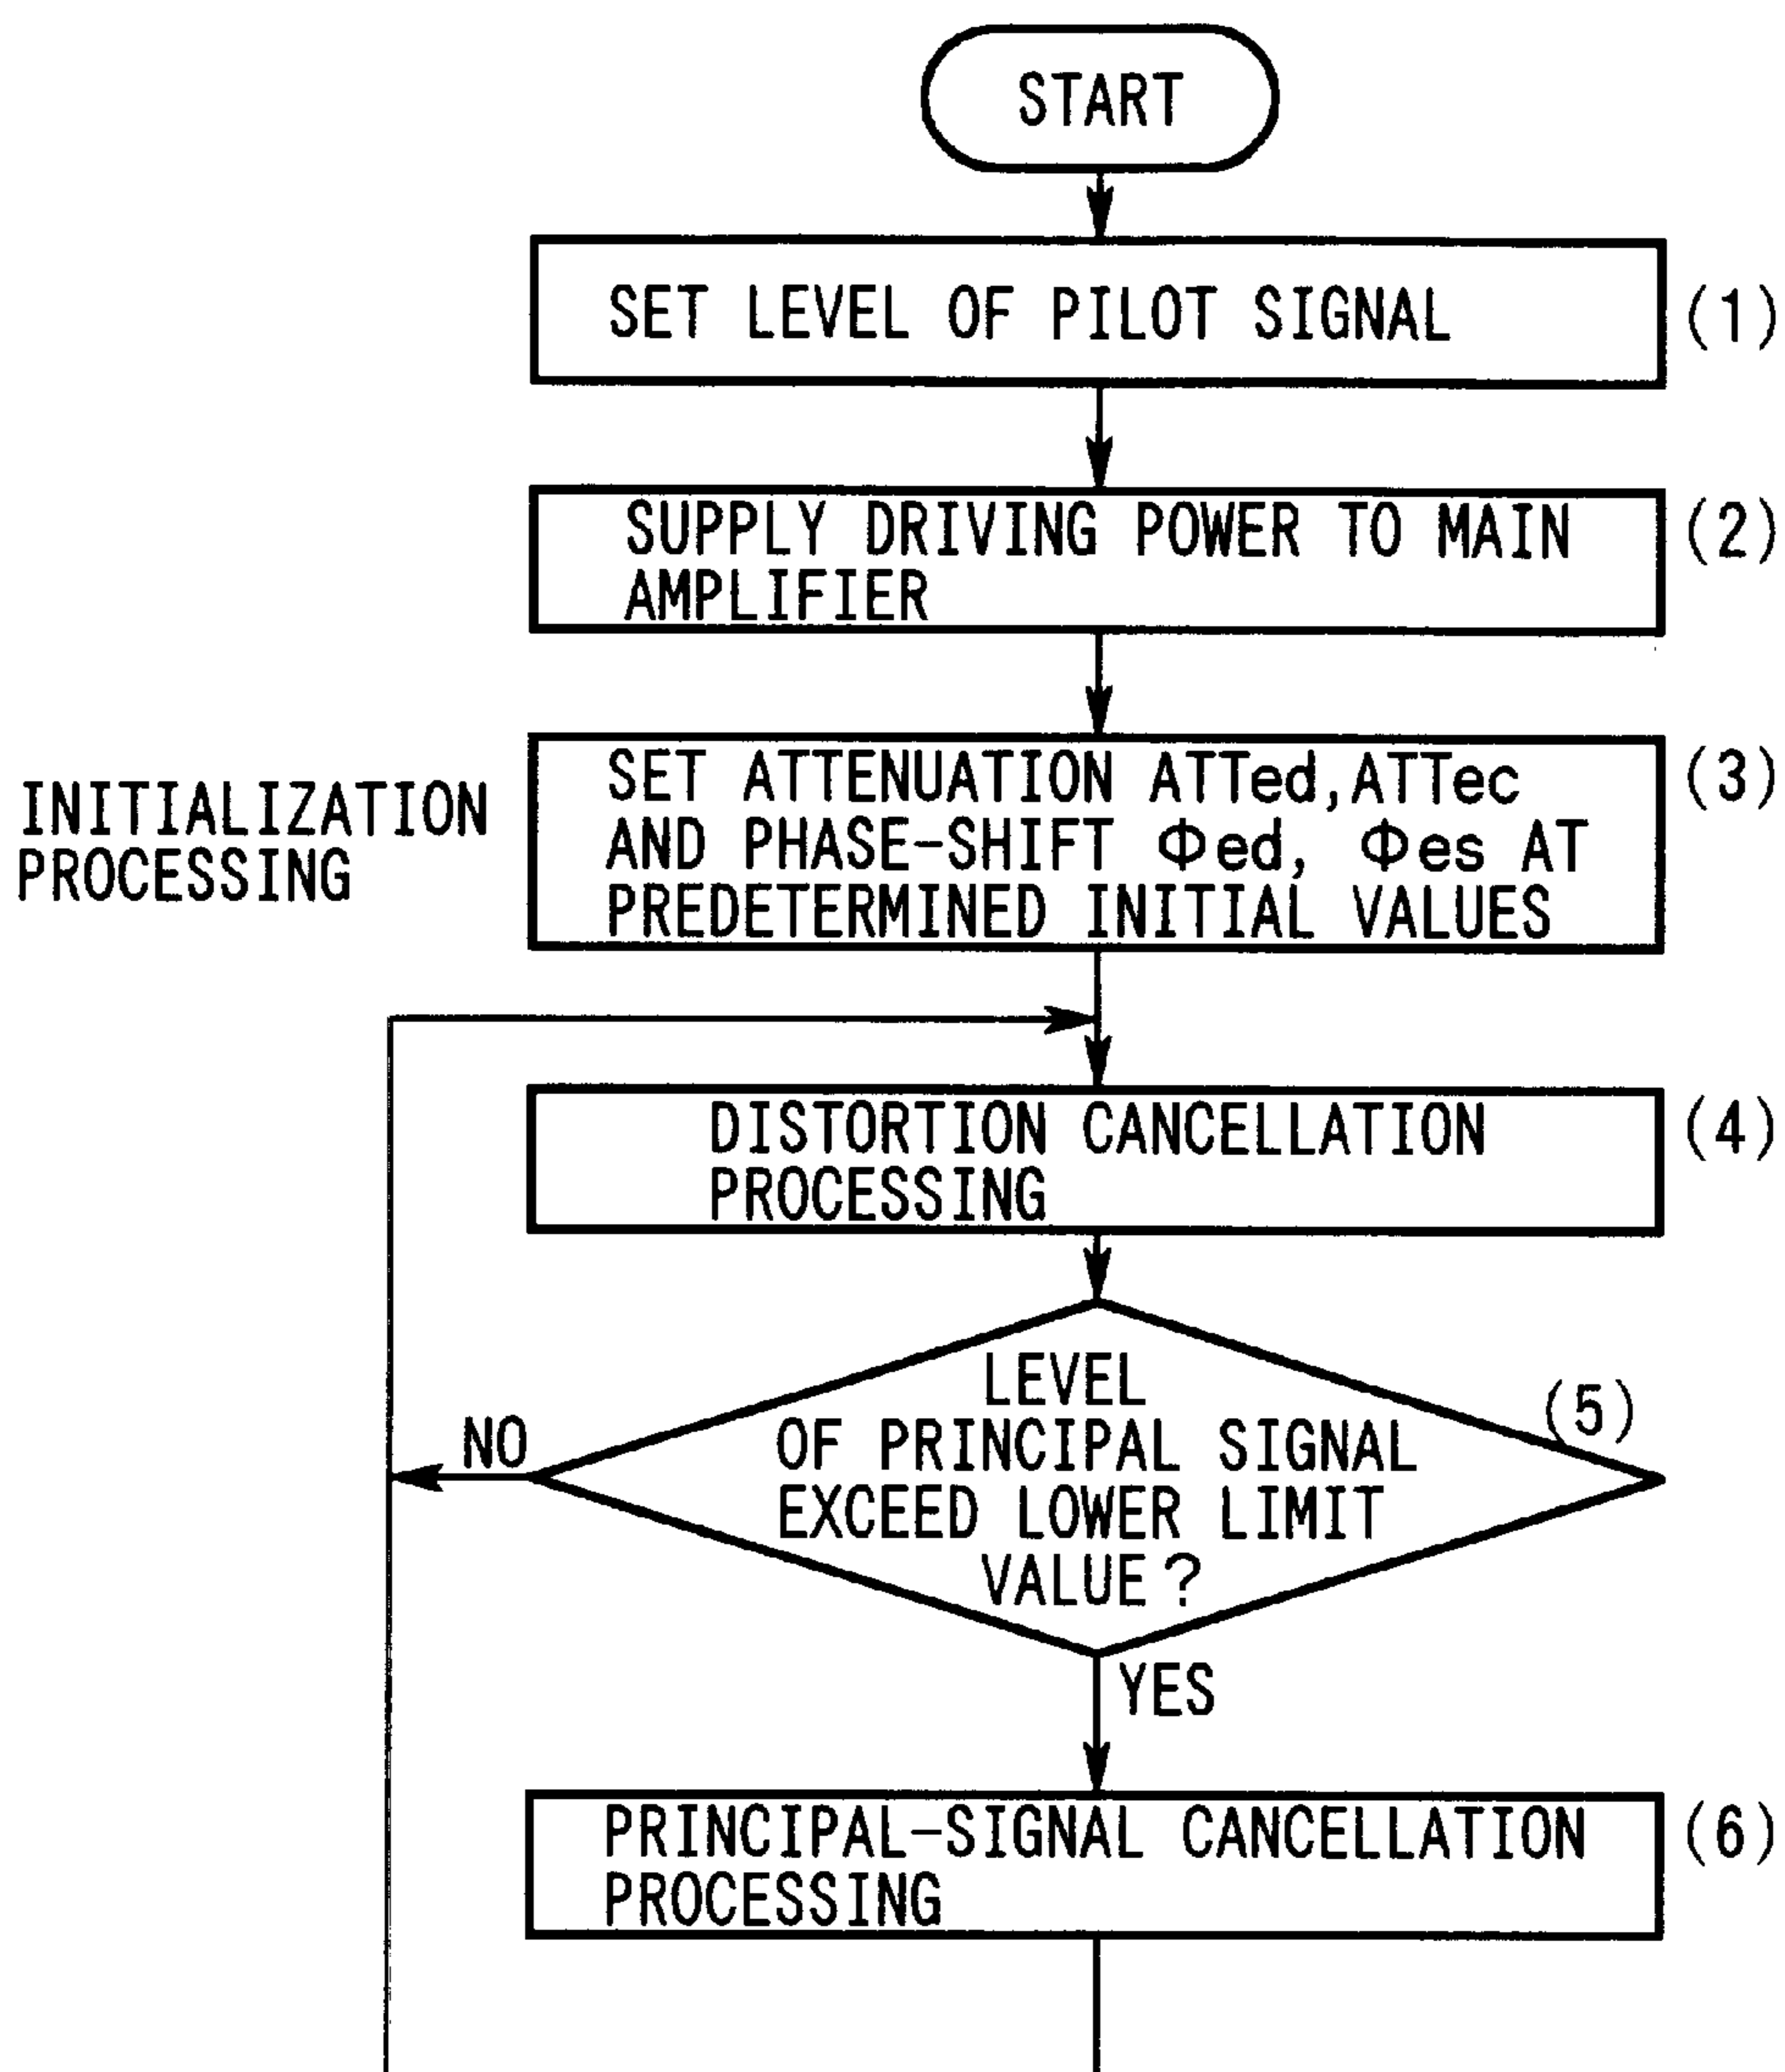 START
SET LEVEL OF PILOT SIGNAL
(1)
SUPPLY DRIVING POWER TO MAIN
AMPLIFIER
(2)
INITIALIZATION
PROCESSING
SET ATTENUATION ATTed, ATTec
AND PHASE-SHIFT Φed, Φes AT
PREDETERMINED INITIAL VALUES
(3)
DISTORTION CANCELLATION
PROCESSING
(4)
LEVEL
OF PRINCIPAL SIGNAL
EXCEED LOWER LIMIT
VALUE?
(5)
NO
YES
PRINCIPAL-SIGNAL CANCELLATION
PROCESSING
(6)